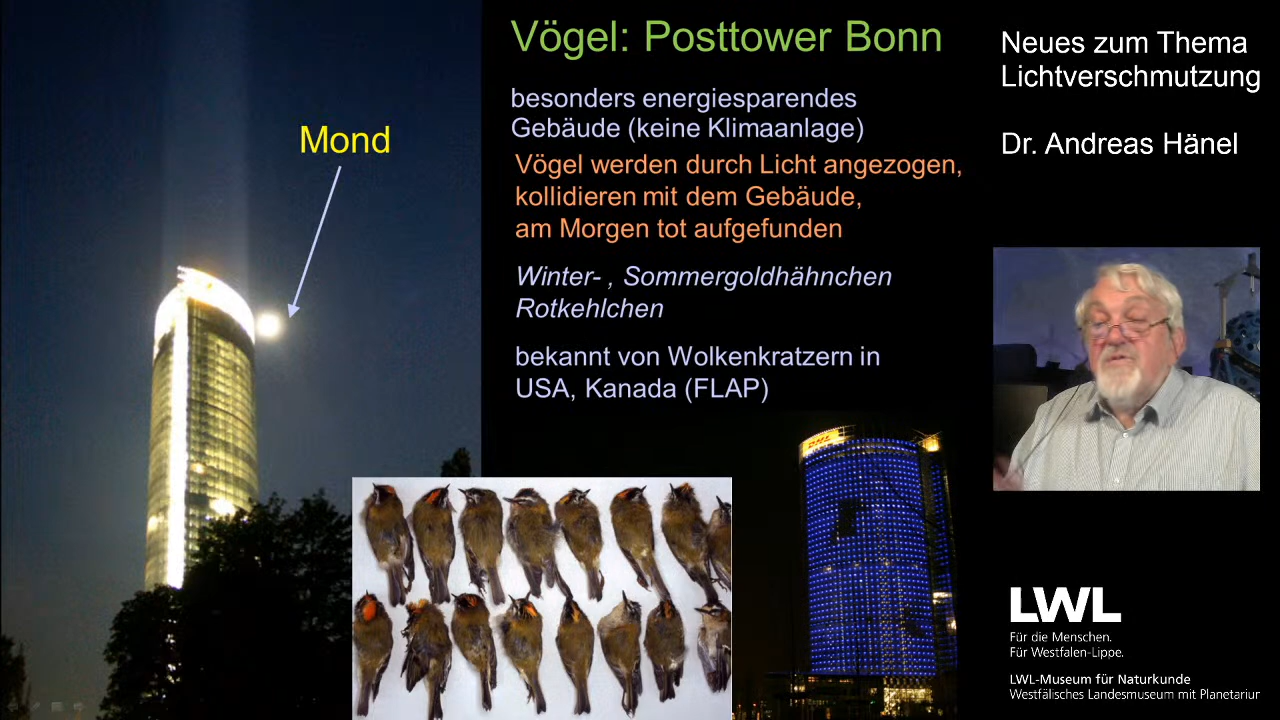 Vögel: Posttower Bonn
besonders energiesparendes
Gebäude (keine Klimaanlage)
Vögel werden durch Licht angezogen,
kollidieren mit dem Gebäude,
am Morgen tot aufgefunden
Winter- , Sommergoldhähnchen
Rotkehlchen
bekannt von Wolkenkratzern in
USA, Kanada (FLAP)
Mond
DHL
Neues zum Thema
Lichtverschmutzung
Dr. Andreas Hänel
LWL
Für die Menschen.
Für Westfalen-Lippe.
LWL-Museum für Naturkunde
Westfälisches Landesmuseum mit Planetariur